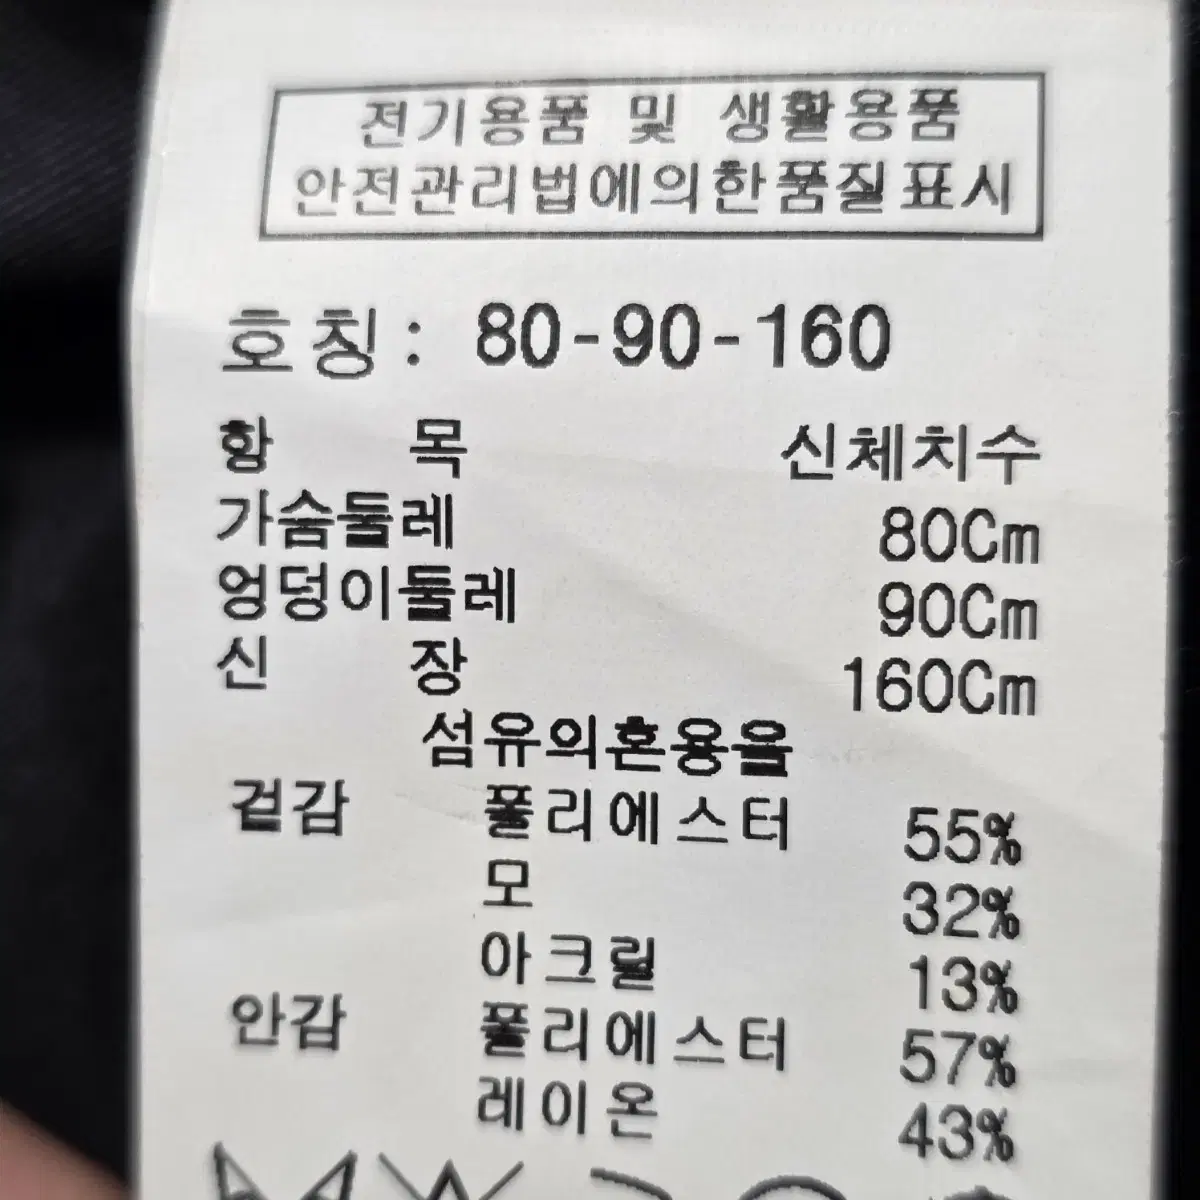 전기용품 및 생활용품
안전관리법에의한품질표시
호칭: 80-90-160
항 목 신체치수
가슴둘레 80Cm
엉덩이둘레 90Cm
신 장 160Cm
섬유의혼용율
겉감 폴리에스터 55%
모 32%
아크릴 13%
안감 폴리에스터 57%
레이온 43%